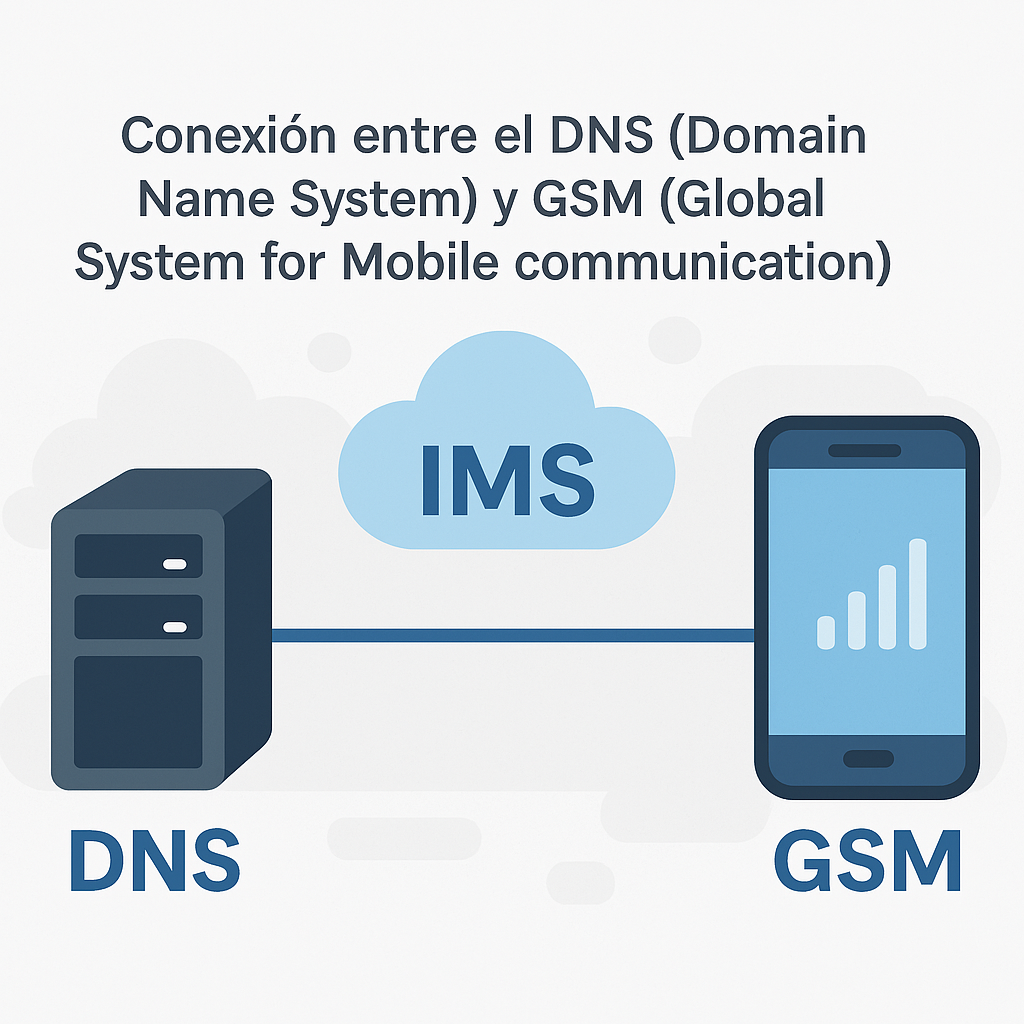 Conexión entre el DNS (Domain
Name System) y GSM (Global
System for Mobile communication)
IMS
DNS
GSM